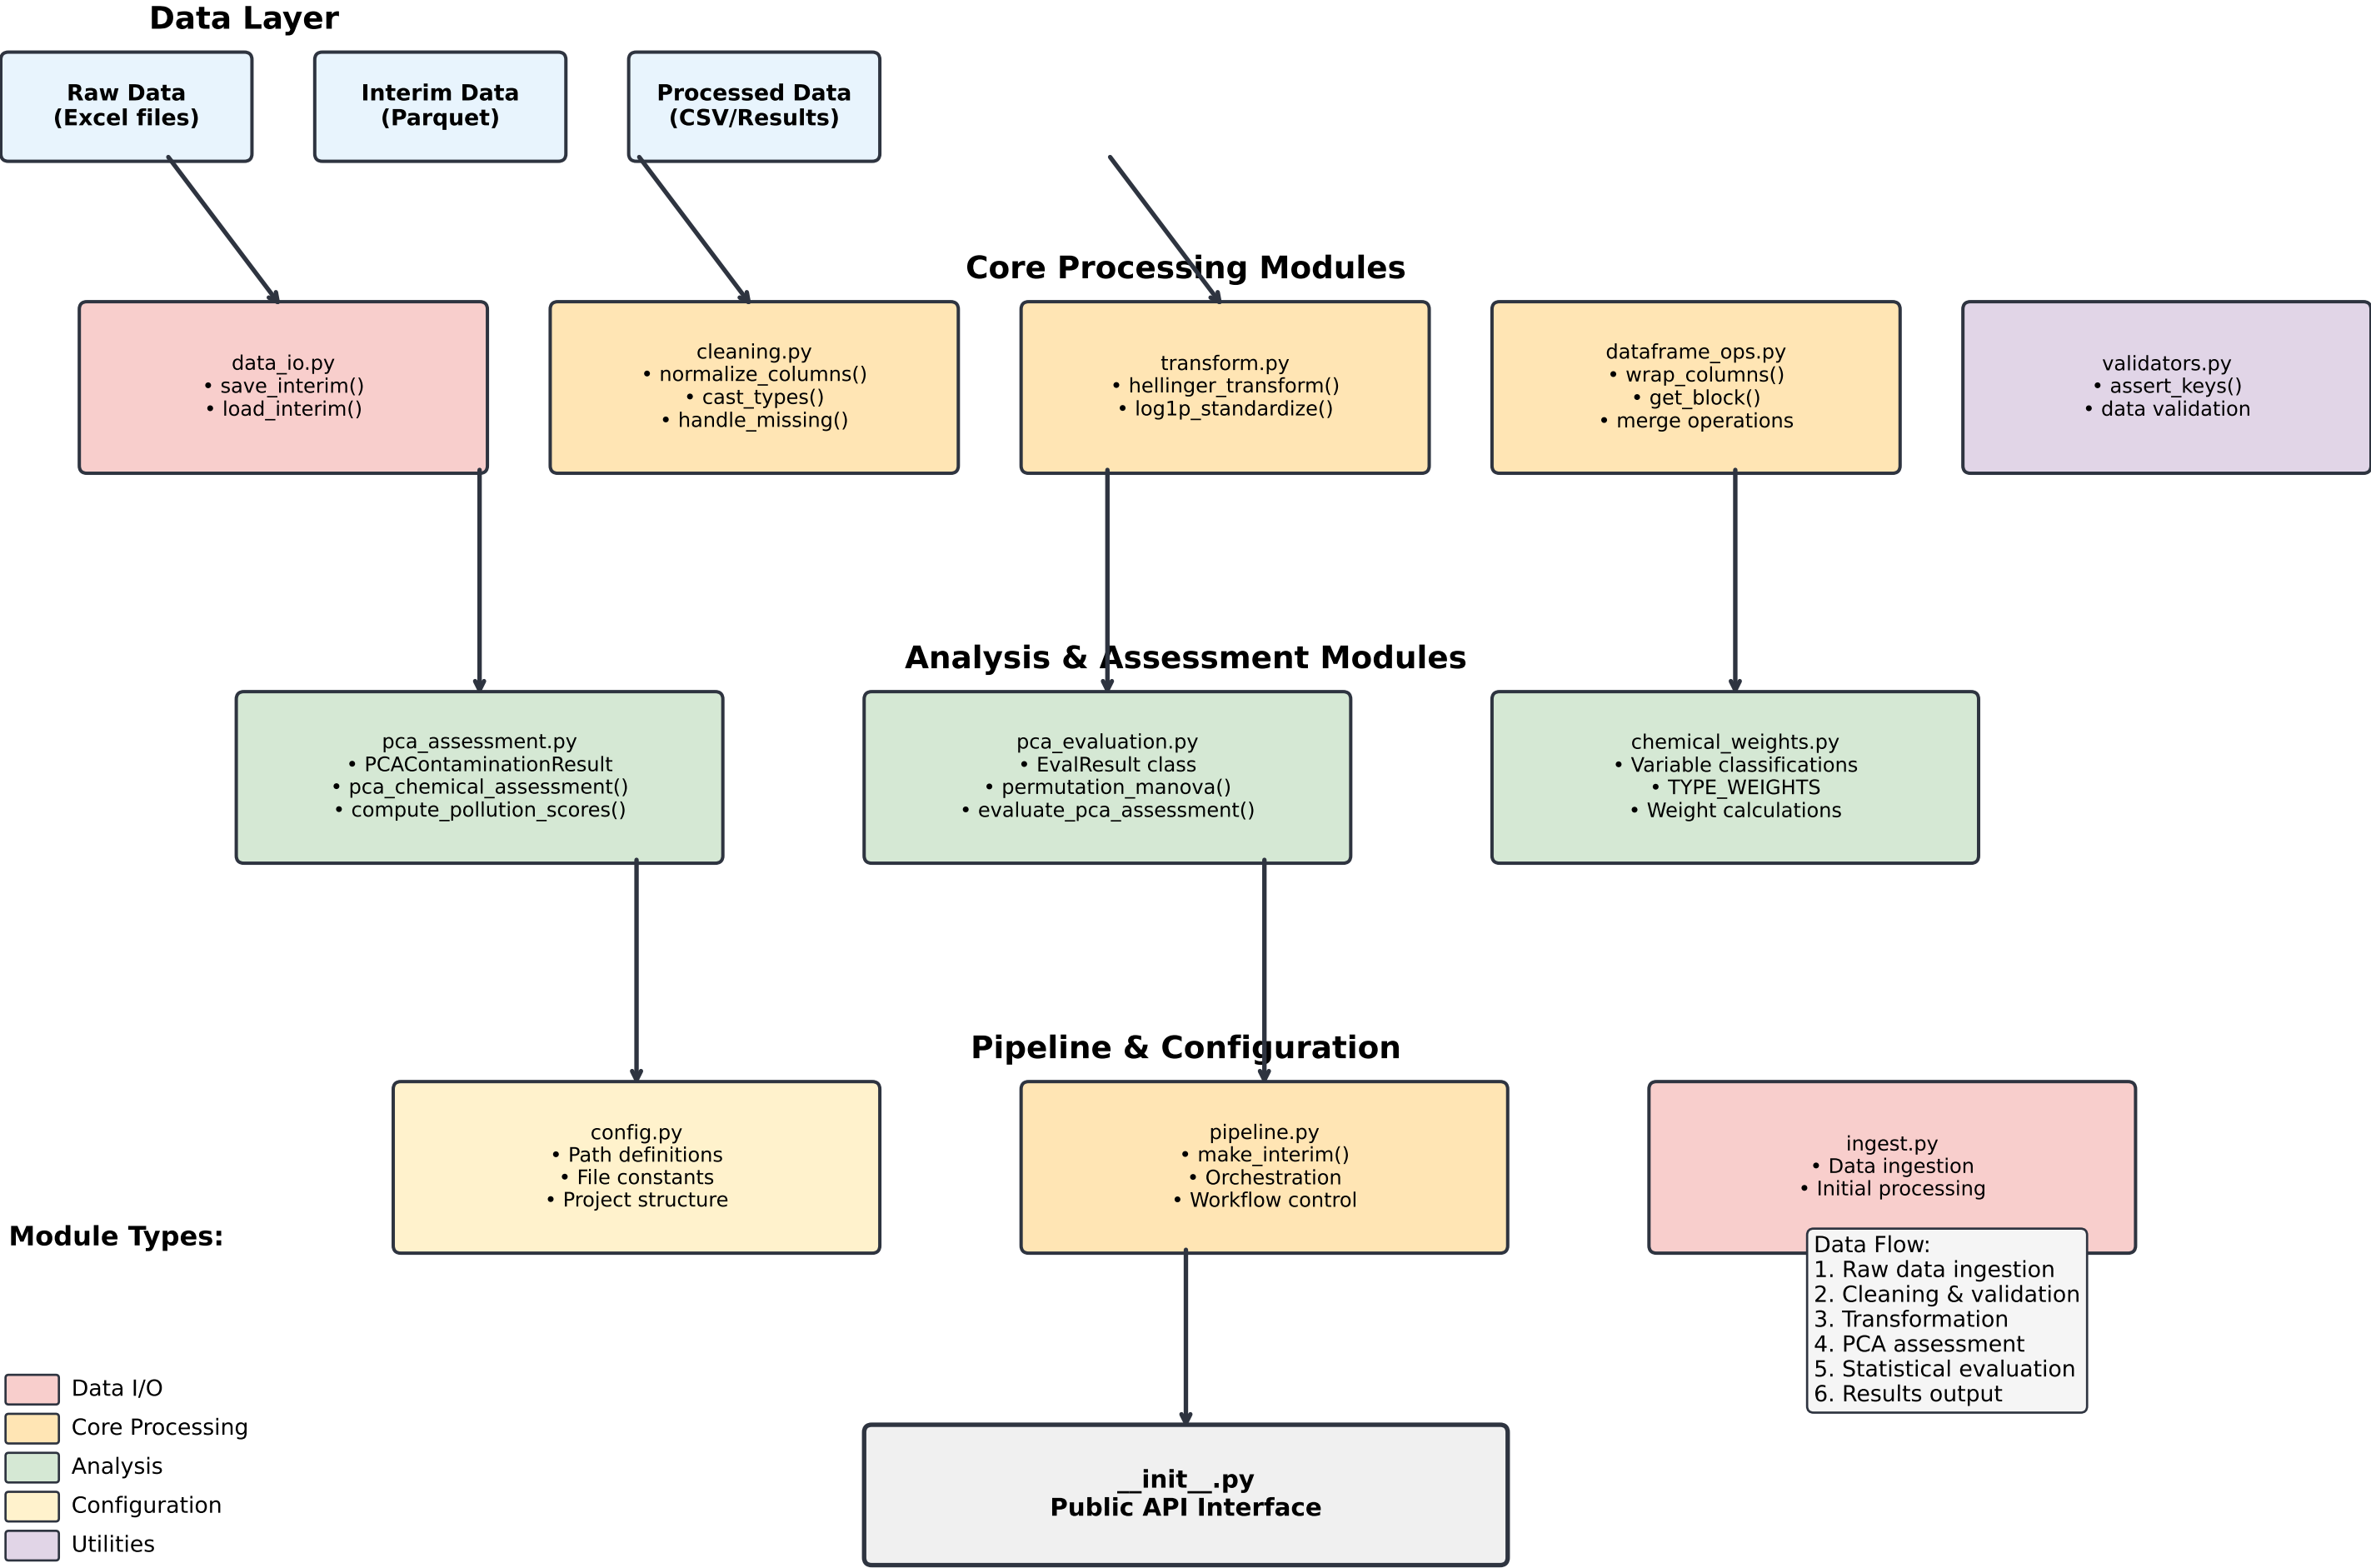 Data Layer
Raw Data
(Excel files)
Interim Data
(Parquet)
Processed Data
(CSV/Results)
Core Processing Modules
data_io.py
• save_interim()
• load_interim()
cleaning.py
• normalize_columns()
• cast_types()
• handle_missing()
transform.py
• hellinger_transform()
• log1p_standardize()
dataframe_ops.py
• wrap_columns()
• get_block()
• merge operations
validators.py
• assert_keys()
• data validation
Analysis & Assessment Modules
pca_assessment.py
• PCAContaminationResult
• pca_chemical_assessment()
• compute_pollution_scores()
pca_evaluation.py
• EvalResult class
• permutation_manova()
• evaluate_pca_assessment()
chemical_weights.py
• Variable classifications
• TYPE_WEIGHTS
• Weight calculations
Pipeline & Configuration
config.py
• Path definitions
• File constants
• Project structure
pipeline.py
• make_interim()
• Orchestration
• Workflow control
ingest.py
• Data ingestion
• Initial processing
Data Flow:
1. Raw data ingestion
2. Cleaning & validation
3. Transformation
4. PCA assessment
5. Statistical evaluation
6. Results output
Module Types:
Data I/O
Core Processing
Analysis
Configuration
Utilities
__init__.py
Public API Interface